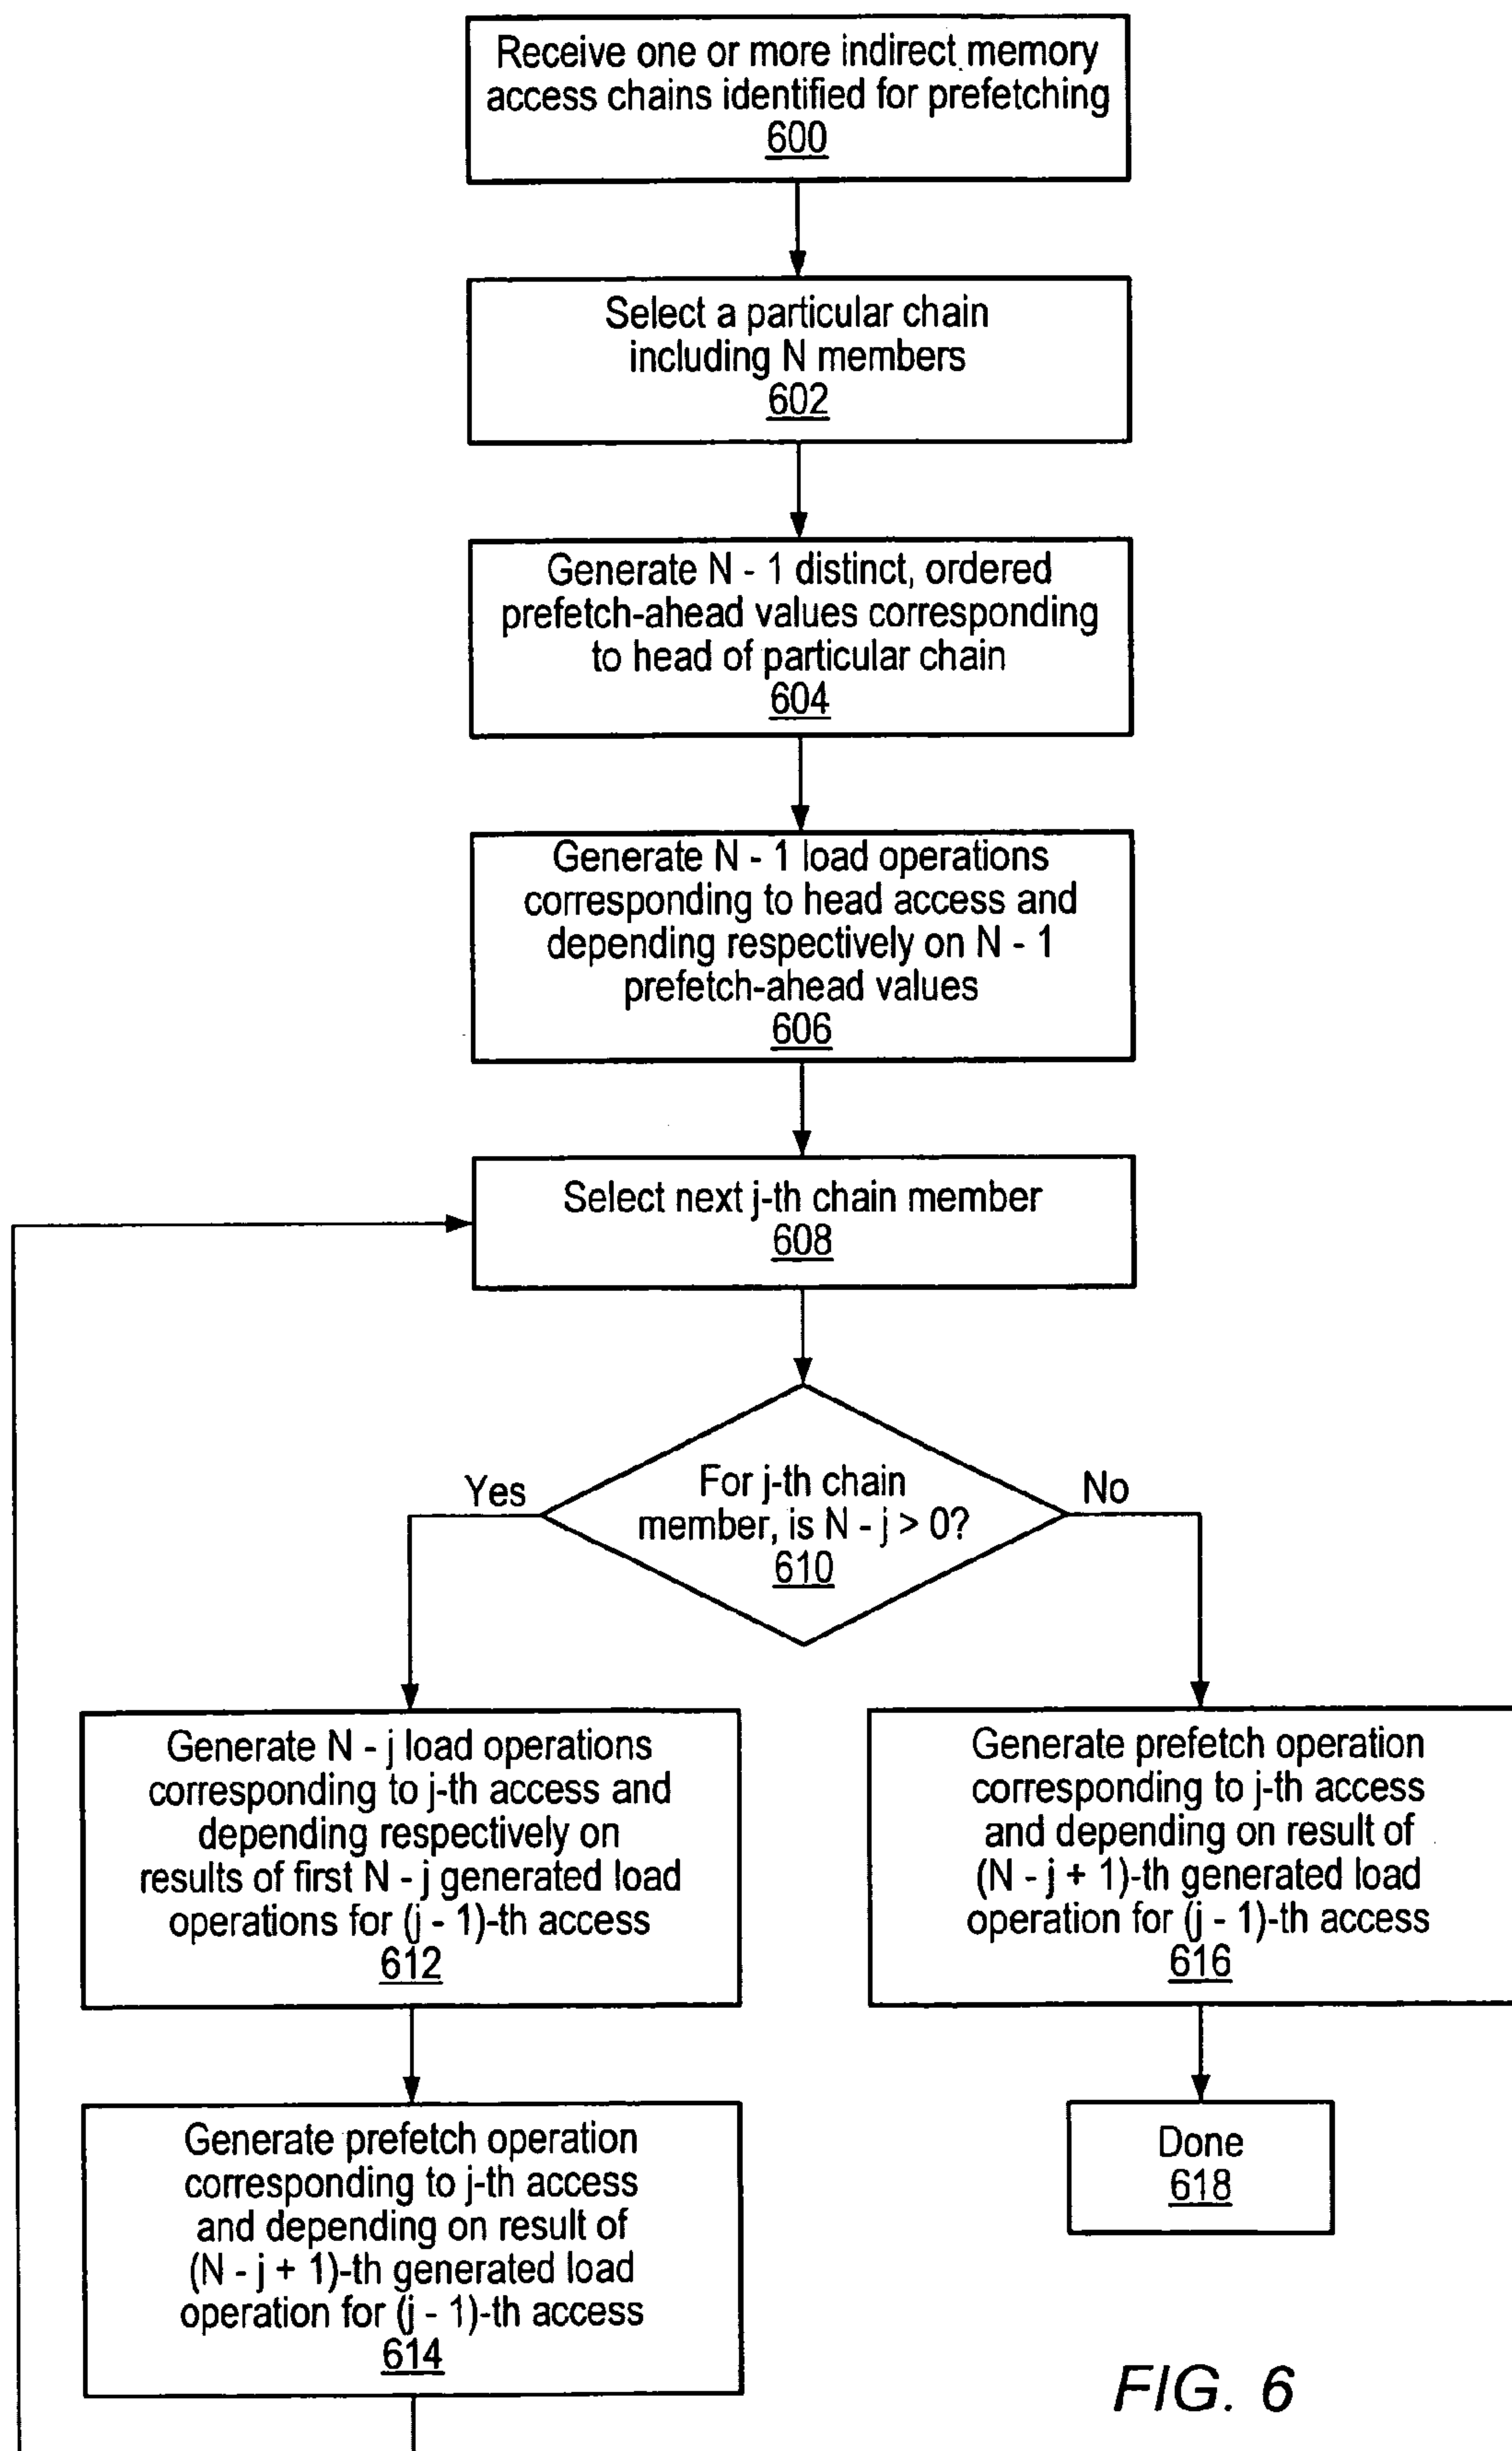 Receive one or more indirect memory
access chains identified for prefetching
600
Select a particular chain
including N members
602
Generate N - 1 distinct, ordered
prefetch-ahead values corresponding
to head of particular chain
604
Generate N - 1 load operations
corresponding to head access and
depending respectively on N - 1
prefetch-ahead values
606
Select next j-th chain member
608
For j-th chain
member, is N - j > 0?
610
Yes
No
Generate N - j load operations
corresponding to j-th access and
depending respectively on
results of first N - j generated load
operations for (j - 1)-th access
612
Generate prefetch operation
corresponding to j-th access
and depending on result of
(N - j + 1)-th generated load
operation for (j - 1)-th access
616
Generate prefetch operation
corresponding to j-th access
and depending on result of
(N - j + 1)-th generated load
operation for (j - 1)-th access
614
Done
618
FIG. 6